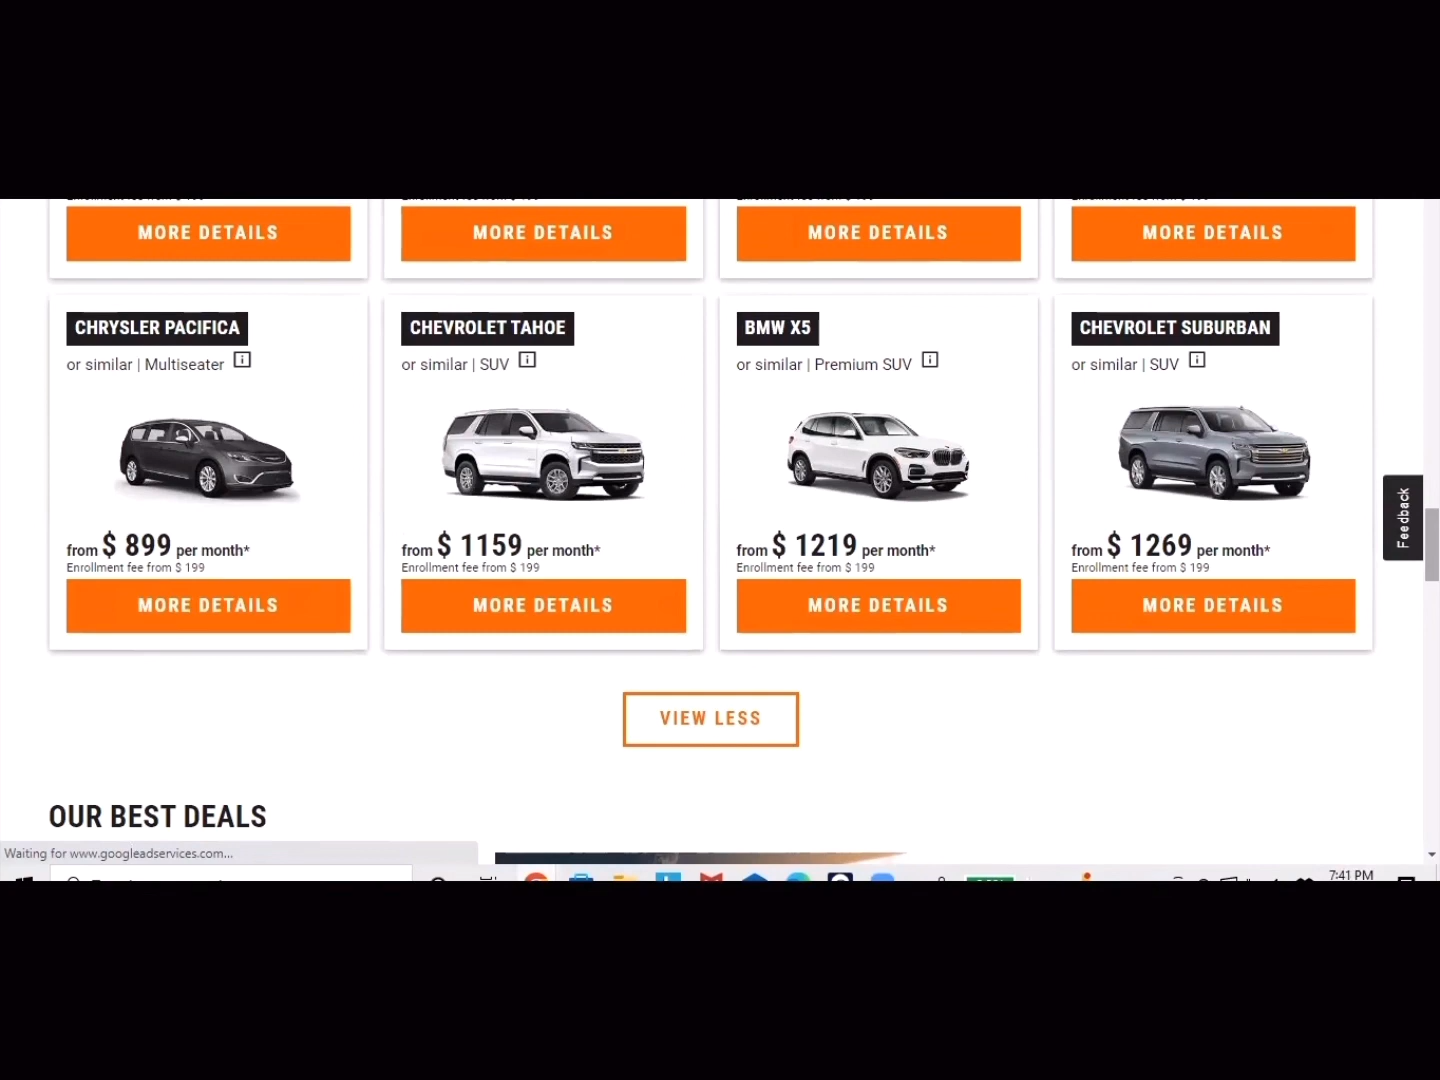 MORE DETAILS
MORE DETAILS
MORE DETAILS
MORE DETAILS
CHRYSLER PACIFICA
or similar | Multiseater
from $ 899 per month*
Enrollment fee from $ 199
MORE DETAILS
CHEVROLET TAHOE
or similar | SUV
from $ 1159 per month*
Enrollment fee from $ 199
MORE DETAILS
BMW X5
or similar | Premium SUV
from $ 1219 per month*
Enrollment fee from $ 199
MORE DETAILS
CHEVROLET SUBURBAN
or similar | SUV
from $ 1269 per month*
Enrollment fee from $ 199
MORE DETAILS
Feedback
VIEW LESS
OUR BEST DEALS
Waiting for www.googleadservices.com...
7:41 PM